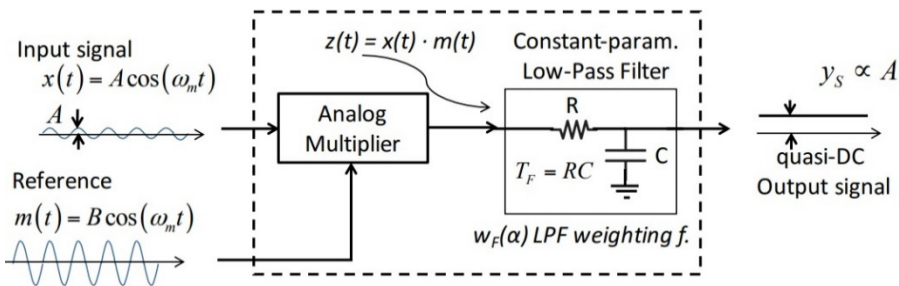 Input signal
x(t) = A cos(ω_m t)
A
Reference
m(t) = B cos(ω_m t)
z(t) = x(t) · m(t)
Analog
Multiplier
Constant-param.
Low-Pass Filter
R
C
T_F = RC
w_F(α) LPF weighting f.
y_S ∝ A
quasi-DC
Output signal